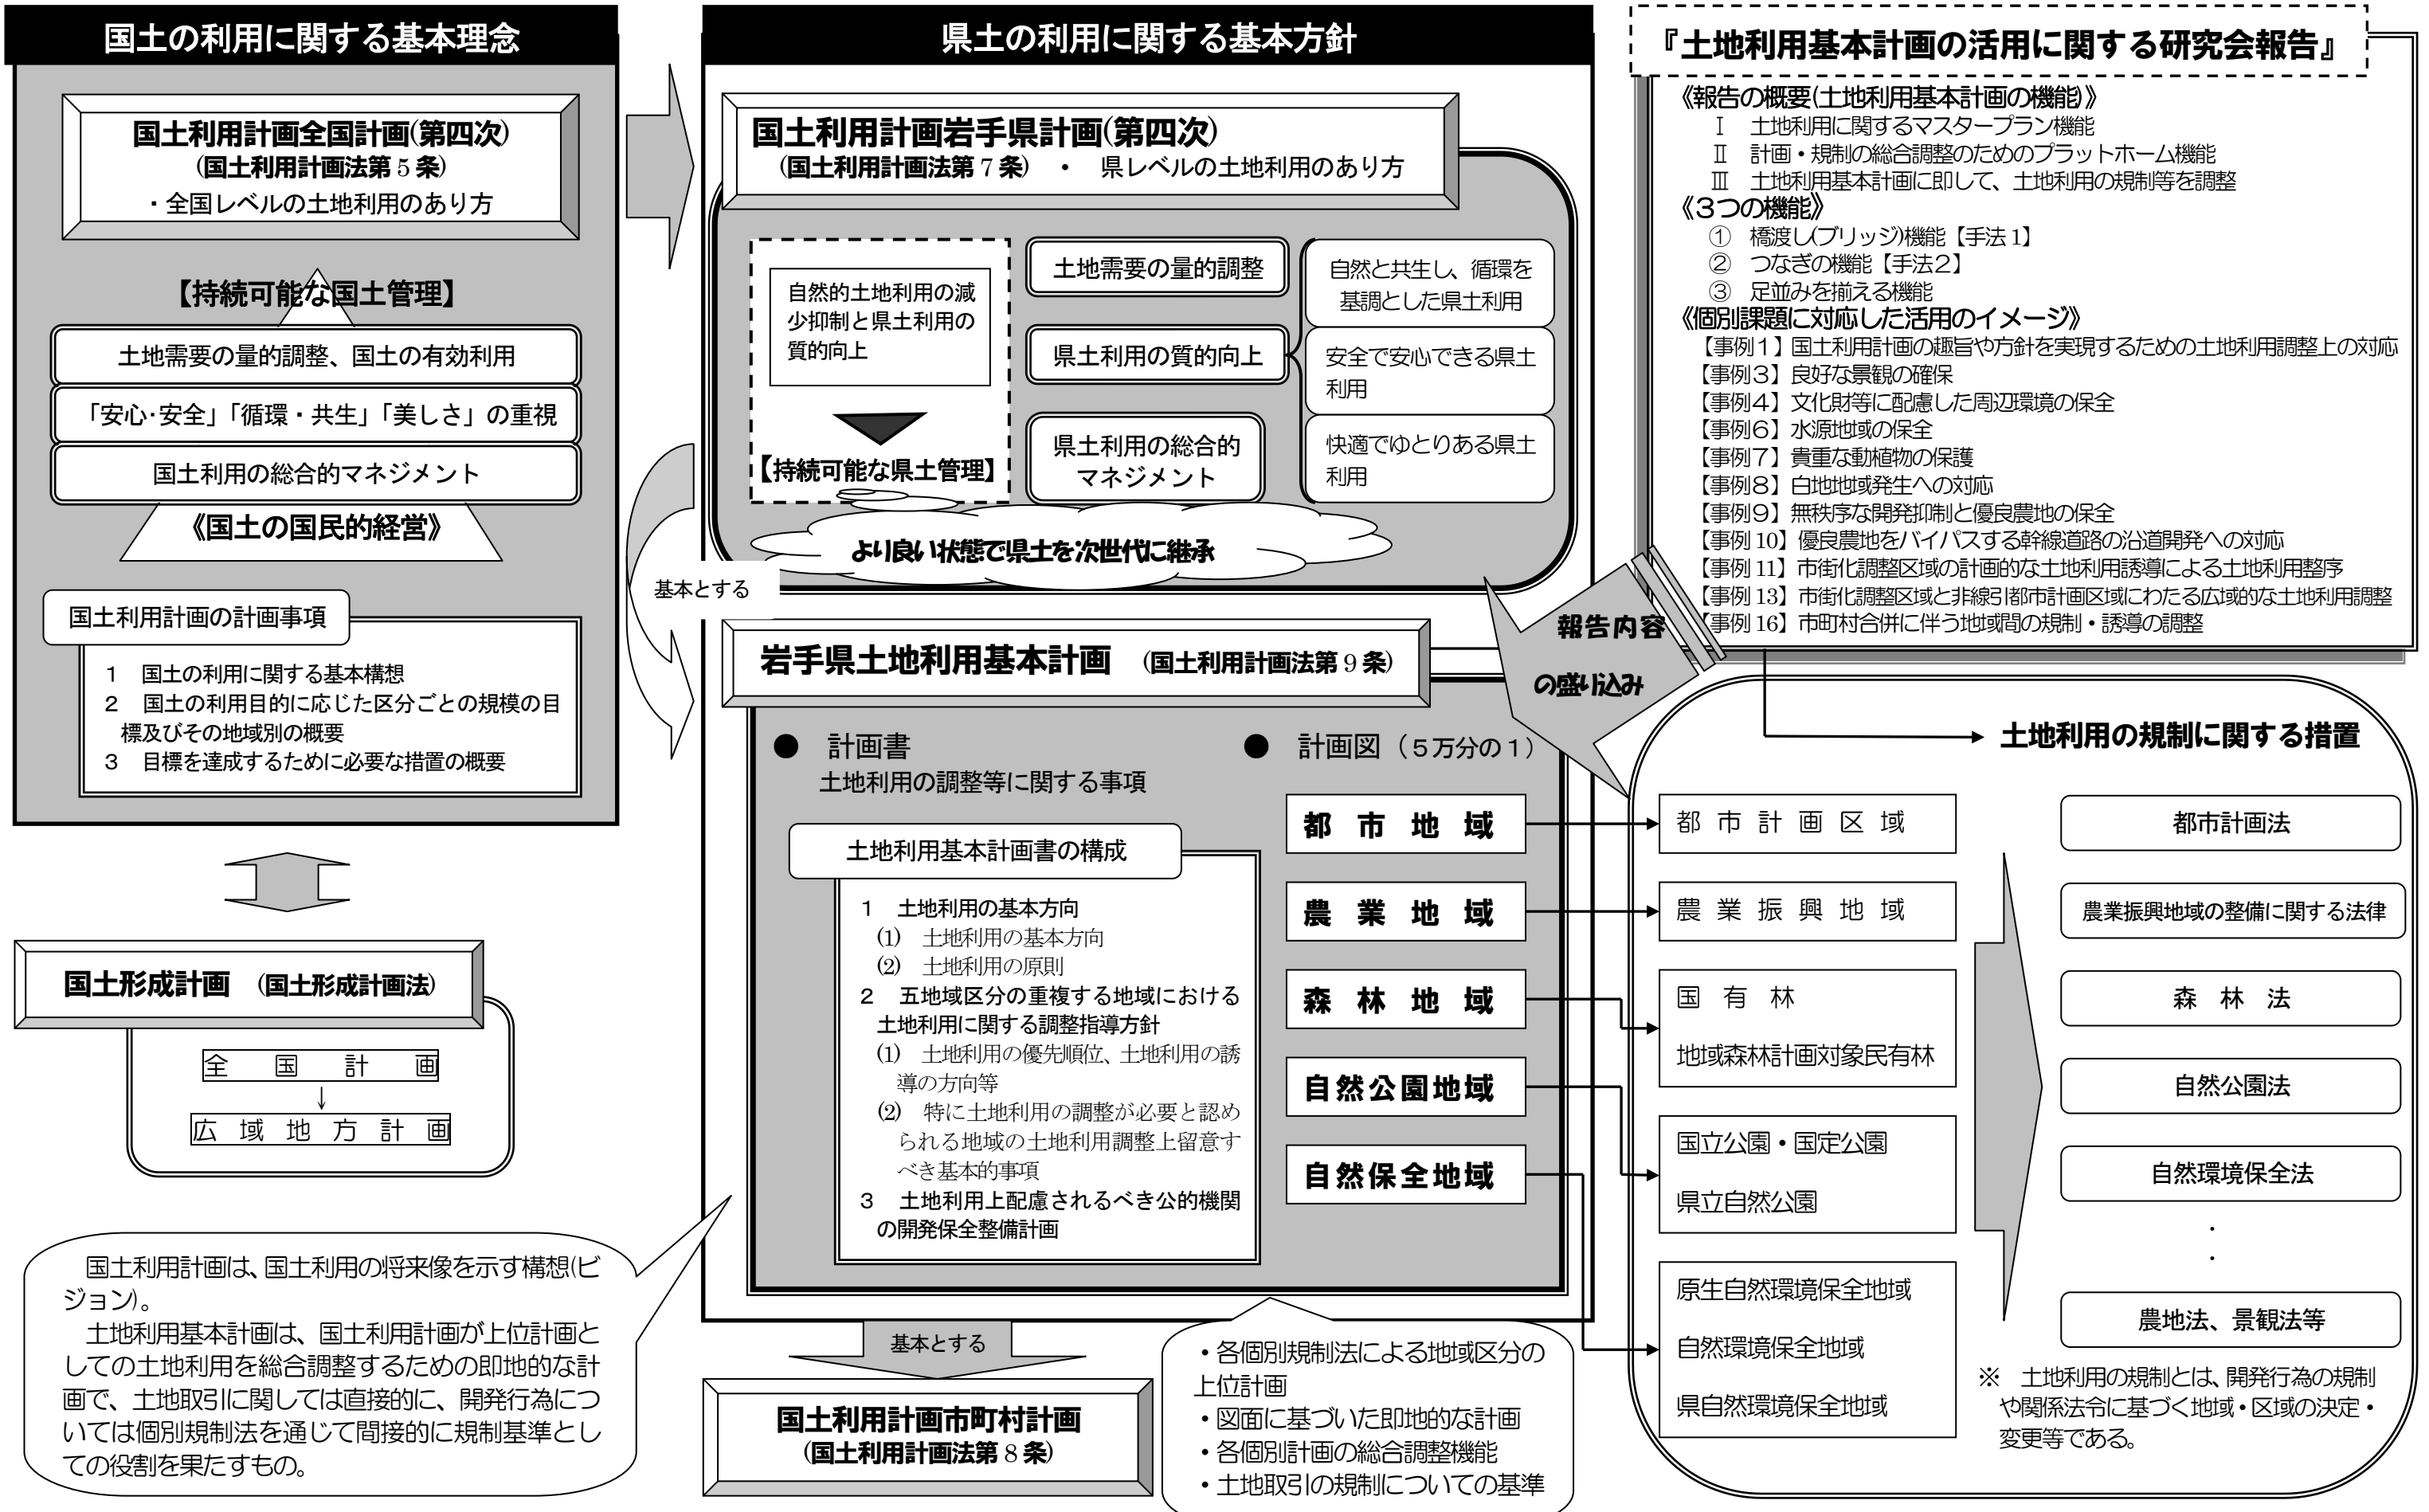 国土の利用に関する基本理念
国土利用計画全国計画(第四次)
(国土利用計画法第5条)
・全国レベルの土地利用のあり方
【持続可能な国土管理】
土地需要の量的調整、国土の有効利用
「安心・安全」「循環・共生」「美しさ」の重視
国土利用の総合的マネジメント
《国土の国民的経営》
国土利用計画の計画事項
1 国土の利用に関する基本構想
2 国土の利用目的に応じた区分ごとの規模の目
標及びその地域別の概要
3 目標を達成するために必要な措置の概要
国土形成計画 (国土形成計画法)
全国計画
↓
広域地方計画
国土利用計画は、国土利用の将来像を示す構想(ビ
ジョン)。
土地利用基本計画は、国土利用計画が上位計画と
しての土地利用を総合調整するための即地的な計
画で、土地取引に関しては直接的に、開発行為につ
いては個別規制法を通じて間接的に規制基準とし
ての役割を果たすもの。
県土の利用に関する基本方針
国土利用計画岩手県計画(第四次)
(国土利用計画法第7条) ・ 県レベルの土地利用のあり方
自然的土地利用の減
少抑制と県土利用の
質的向上
【持続可能な県土管理】
土地需要の量的調整
県土利用の質的向上
県土利用の総合的
マネジメント
自然と共生し、循環を
基調とした県土利用
安全で安心できる県土
利用
快適でゆとりある県土
利用
より良い状態で県土を次世代に継承
基本とする
岩手県土地利用基本計画 (国土利用計画法第9条)
● 計画書
土地利用の調整等に関する事項
土地利用基本計画書の構成
1 土地利用の基本方向
(1) 土地利用の基本方向
(2) 土地利用の原則
2 五地域区分の重複する地域における
土地利用に関する調整指導方針
(1) 土地利用の優先順位、土地利用の誘
導の方向等
(2) 特に土地利用の調整が必要と認め
られる地域の土地利用調整上留意す
べき基本的事項
3 土地利用上配慮されるべき公的機関
の開発保全整備計画
● 計画図(5万分の1)
都市地域
農業地域
森林地域
自然公園地域
自然保全地域
基本とする
国土利用計画市町村計画
(国土利用計画法第8条)
・各個別規制法による地域区分の
上位計画
・図面に基づいた即地的な計画
・各個別計画の総合調整機能
・土地取引の規制についての基準
『土地利用基本計画の活用に関する研究会報告』
《報告の概要(土地利用基本計画の機能)》
Ⅰ 土地利用に関するマスタープラン機能
Ⅱ 計画・規制の総合調整のためのプラットホーム機能
Ⅲ 土地利用基本計画に即して、土地利用の規制等を調整
《3つの機能》
① 橋渡し(ブリッジ)機能【手法1】
② つなぎの機能【手法2】
③ 足並みを揃える機能
《個別課題に対応した活用のイメージ》
【事例1】国土利用計画の趣旨や方針を実現するための土地利用調整上の対応
【事例3】良好な景観の確保
【事例4】文化財等に配慮した周辺環境の保全
【事例6】水源地域の保全
【事例7】貴重な動植物の保護
【事例8】白地地域発生への対応
【事例9】無秩序な開発抑制と優良農地の保全
【事例10】優良農地をバイパスする幹線道路の沿道開発への対応
【事例11】市街化調整区域の計画的な土地利用誘導による土地利用整序
【事例13】市街化調整区域と非線引都市計画区域にわたる広域的な土地利用調整
【事例16】市町村合併に伴う地域間の規制・誘導の調整
報告内容
の盛り込み
土地利用の規制に関する措置
都市計画区域
農業振興地域
国有林
地域森林計画対象民有林
国立公園・国定公園
県立自然公園
原生自然環境保全地域
自然環境保全地域
県自然環境保全地域
都市計画法
農業振興地域の整備に関する法律
森林法
自然公園法
自然環境保全法
・
・
農地法、景観法等
※ 土地利用の規制とは、開発行為の規制
や関係法令に基づく地域・区域の決定・
変更等である。